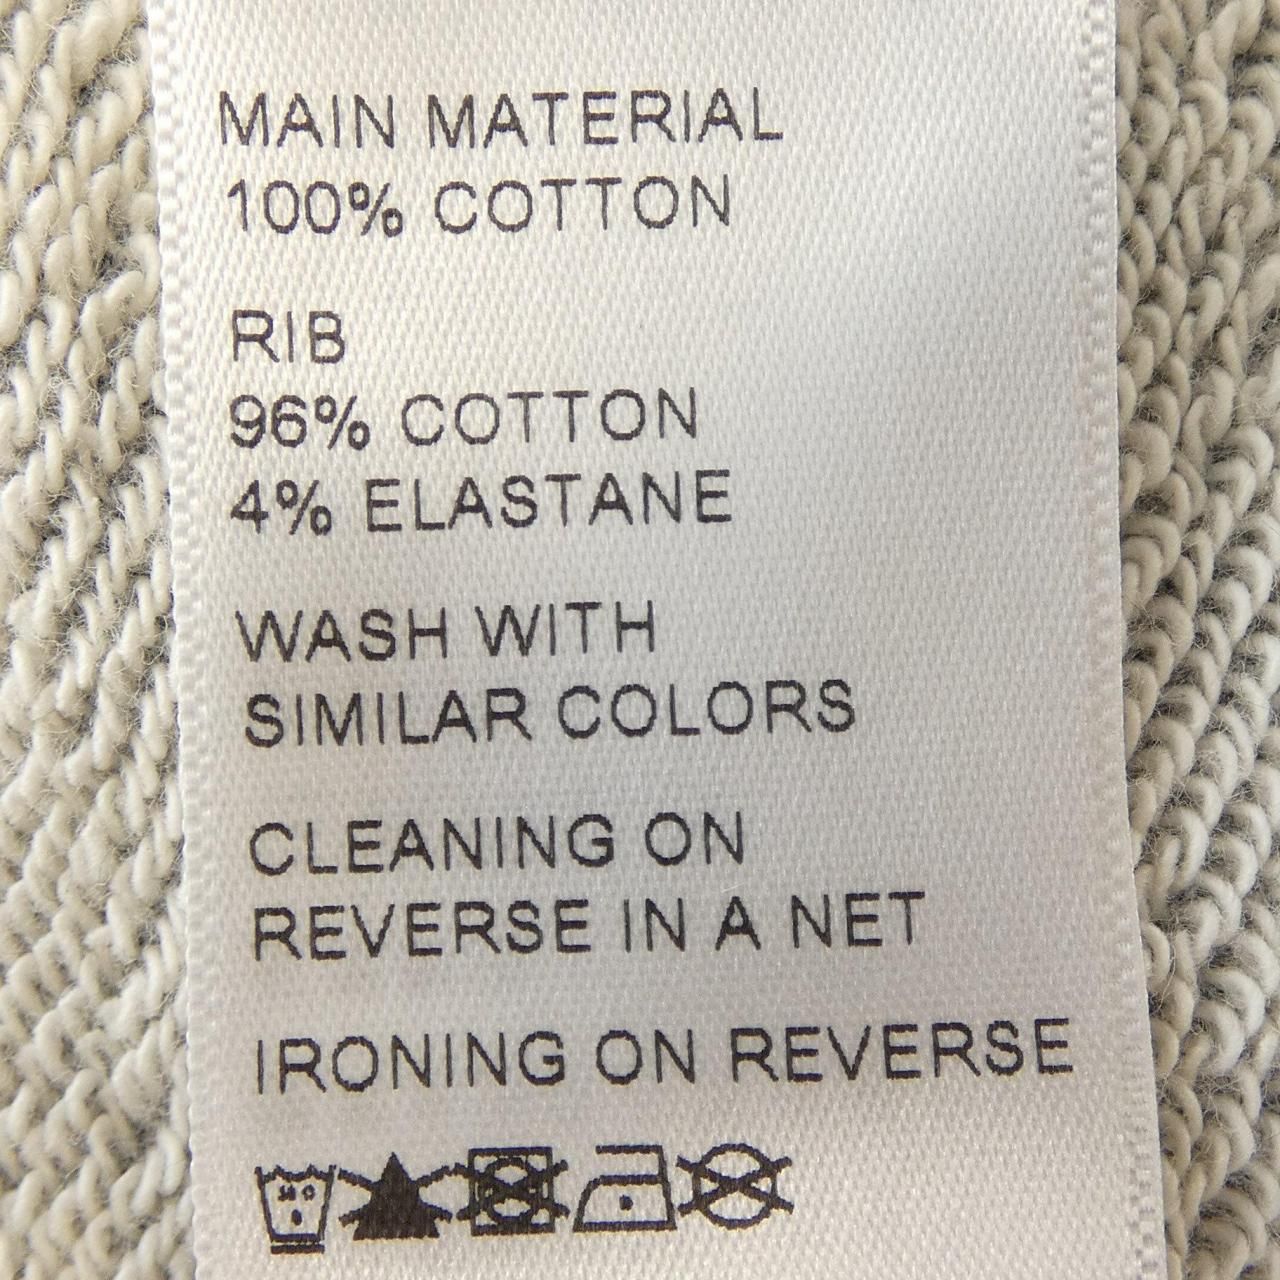 MAIN MATERIAL
100% COTTON
RIB
96% COTTON
4% ELASTANE
WASH WITH
SIMILAR COLORS
CLEANING ON
REVERSE IN A NET
IRONING ON REVERSE